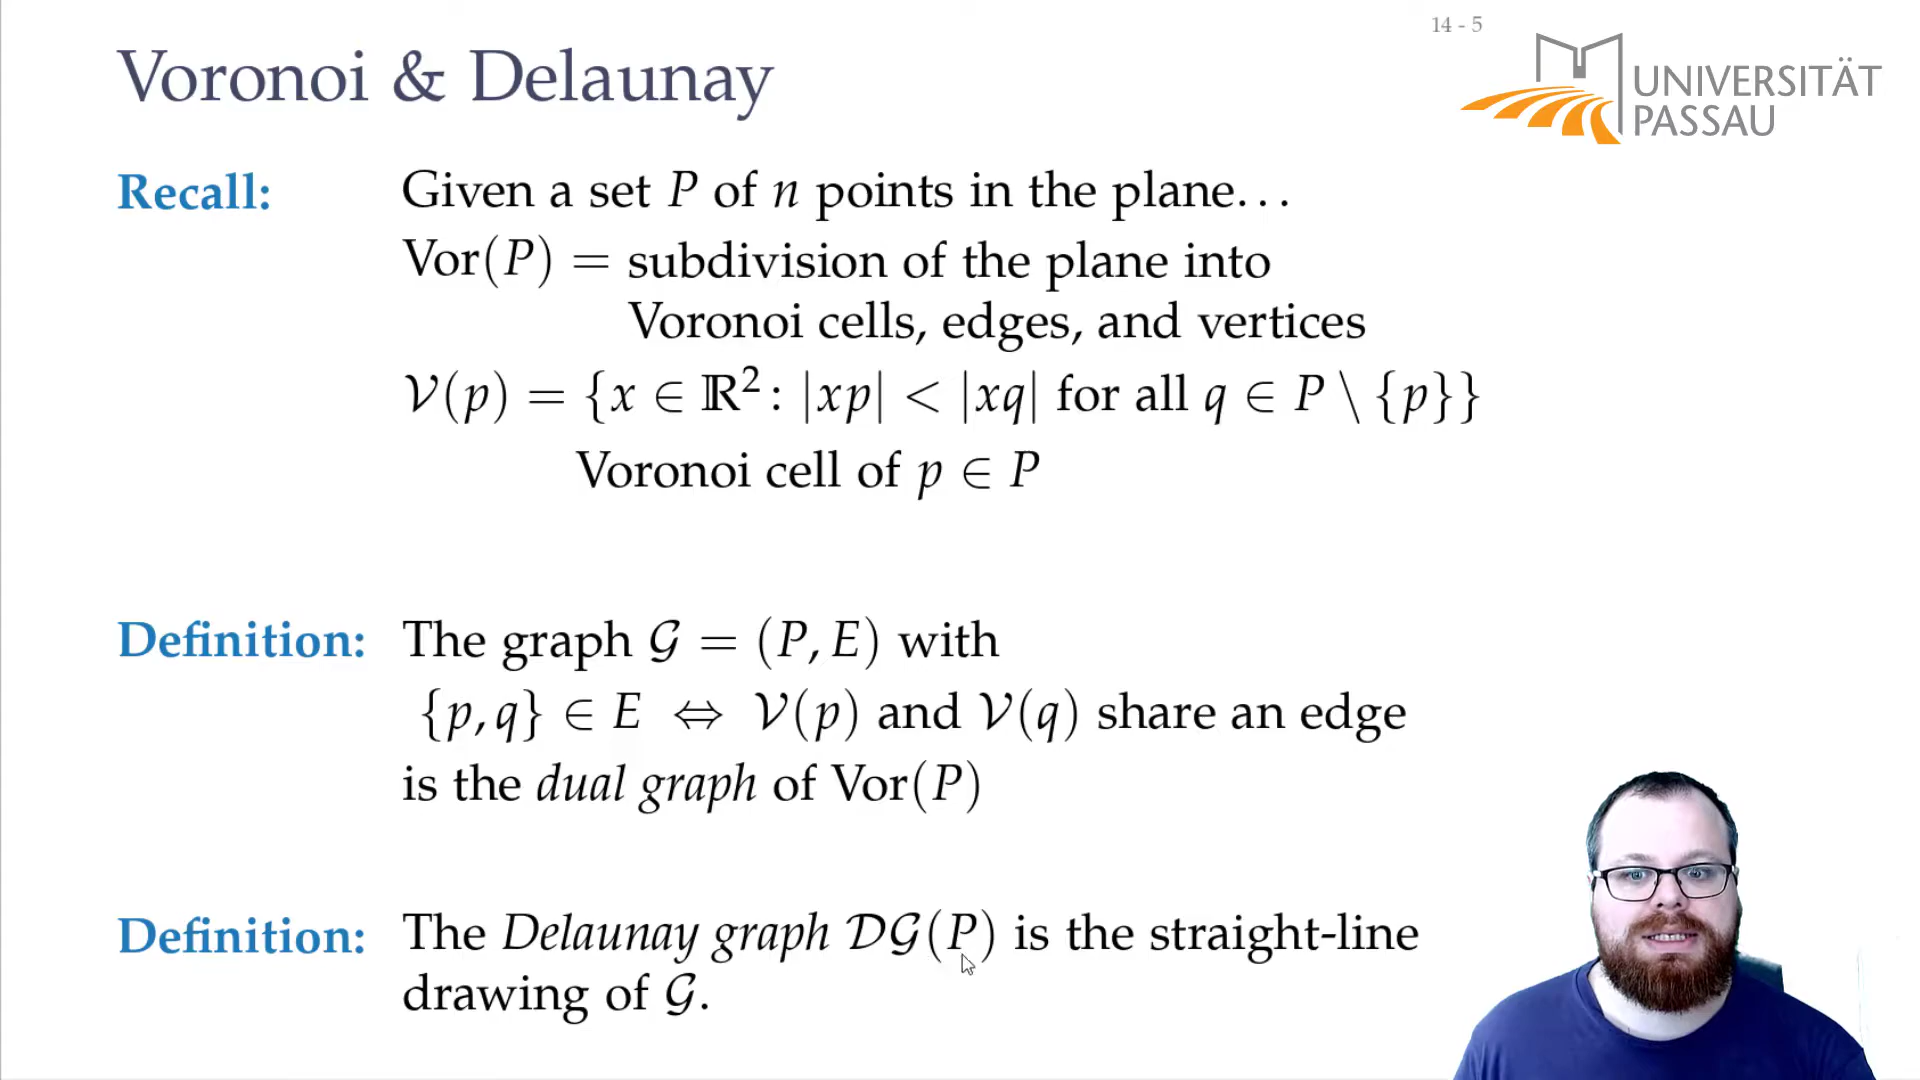 14 - 5
Voronoi & Delaunay
UNIVERSITÄT
PASSAU
Recall: Given a set P of n points in the plane...
Vor(P) = subdivision of the plane into
Voronoi cells, edges, and vertices
𝒱(p) = {x ∈ ℝ²: |xp| < |xq| for all q ∈ P \ {p}}
Voronoi cell of p ∈ P
Definition: The graph 𝒢 = (P, E) with
{p, q} ∈ E ⇔ 𝒱(p) and 𝒱(q) share an edge
is the dual graph of Vor(P)
Definition: The Delaunay graph 𝒟𝒢(P) is the straight-line
drawing of 𝒢.